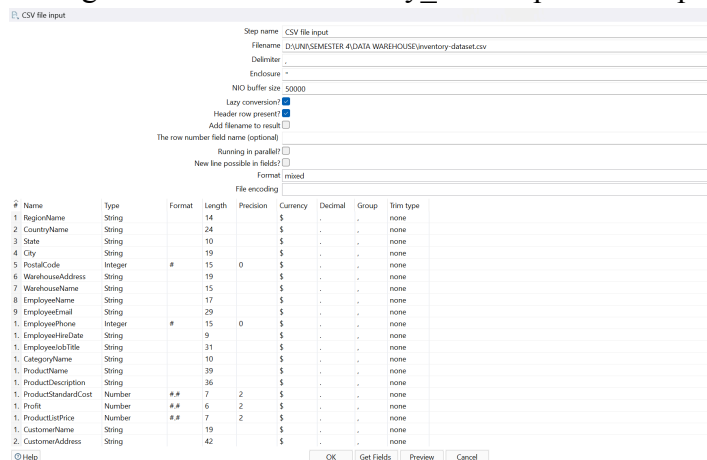 CSV file input
Step name CSV file input
Filename D:\UNI\SEMESTER 4\DATA WAREHOUSE\inventory-dataset.csv
Delimiter ,
Enclosure "
NIO buffer size 50000
Lazy conversion?
Header row present?
Add filename to result
The row number field name (optional)
Running in parallel?
New line possible in fields?
Format mixed
File encoding
# Name Type Format Length Precision Currency Decimal Group Trim type
1 RegionName String 14 $ . , none
2 CountryName String 24 $ . , none
3 State String 10 $ . , none
4 City String 19 $ . , none
5 PostalCode Integer # 15 0 $ . , none
6 WarehouseAddress String 19 $ . , none
7 WarehouseName String 15 $ . , none
8 EmployeeName String 17 $ . , none
9 EmployeeEmail String 29 $ . , none
1. EmployeePhone Integer # 15 0 $ . , none
1. EmployeeHireDate String 9 $ . , none
1. EmployeeJobTitle String 31 $ . , none
1. CategoryName String 10 $ . , none
1. ProductName String 39 $ . , none
1. ProductDescription String 36 $ . , none
1. ProductStandardCost Number #.# 7 2 $ . , none
1. Profit Number #.# 6 2 $ . , none
1. ProductListPrice Number #.# 7 2 $ . , none
1. CustomerName String 19 $ . , none
2. CustomerAddress String 42 $ . , none
Help OK Get Fields Preview Cancel